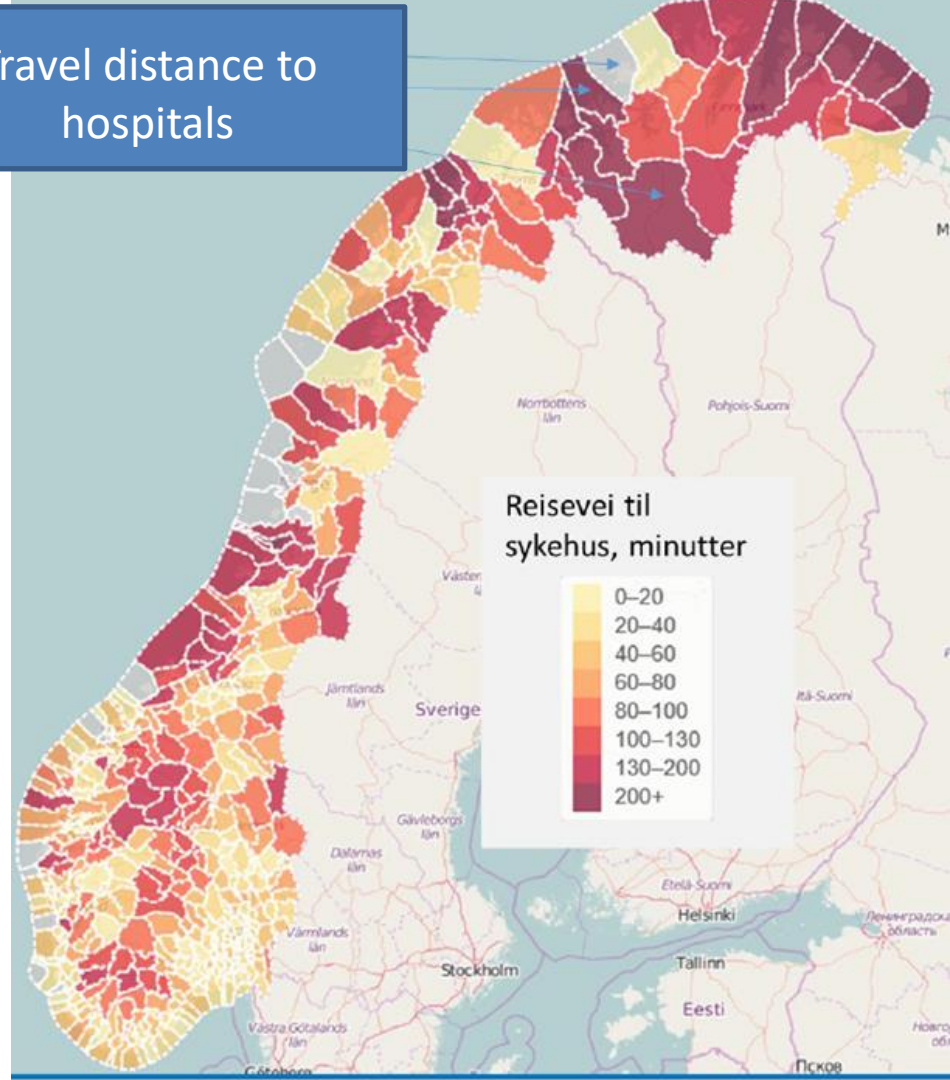 ravel distance to
hospitals
Norrbottens
län
Pohjois-Suomi
Reisevei til
sykehus, minutter
0–20
20–40
40–60
60–80
80–100
100–130
130–200
200+
Väster
Jämtlands
län
Sverige
Itä-Suomi
Gävleborgs
län
Dalarnas
län
Etelä-Suomi
Helsinki
Värmlands
län
Stockholm
Tallinn
Eesti
Västra Götalands
län
Göteborg
Псков